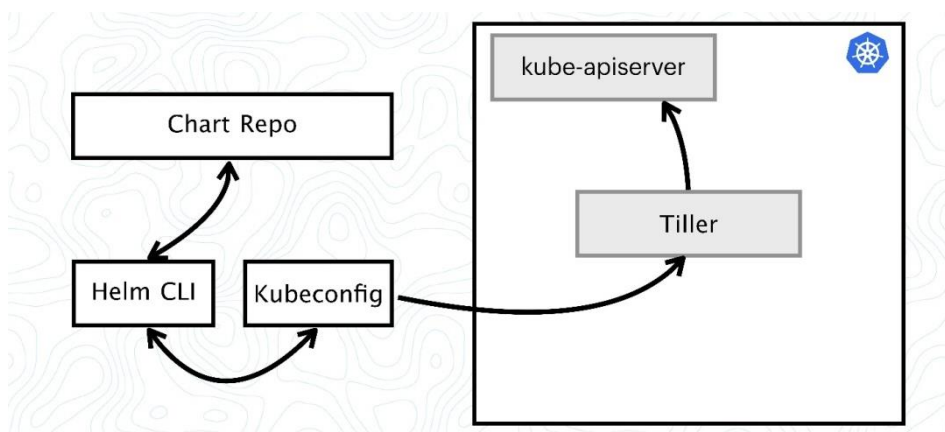 kube-apiserver
Chart Repo
Tiller
Helm CLI
Kubeconfig